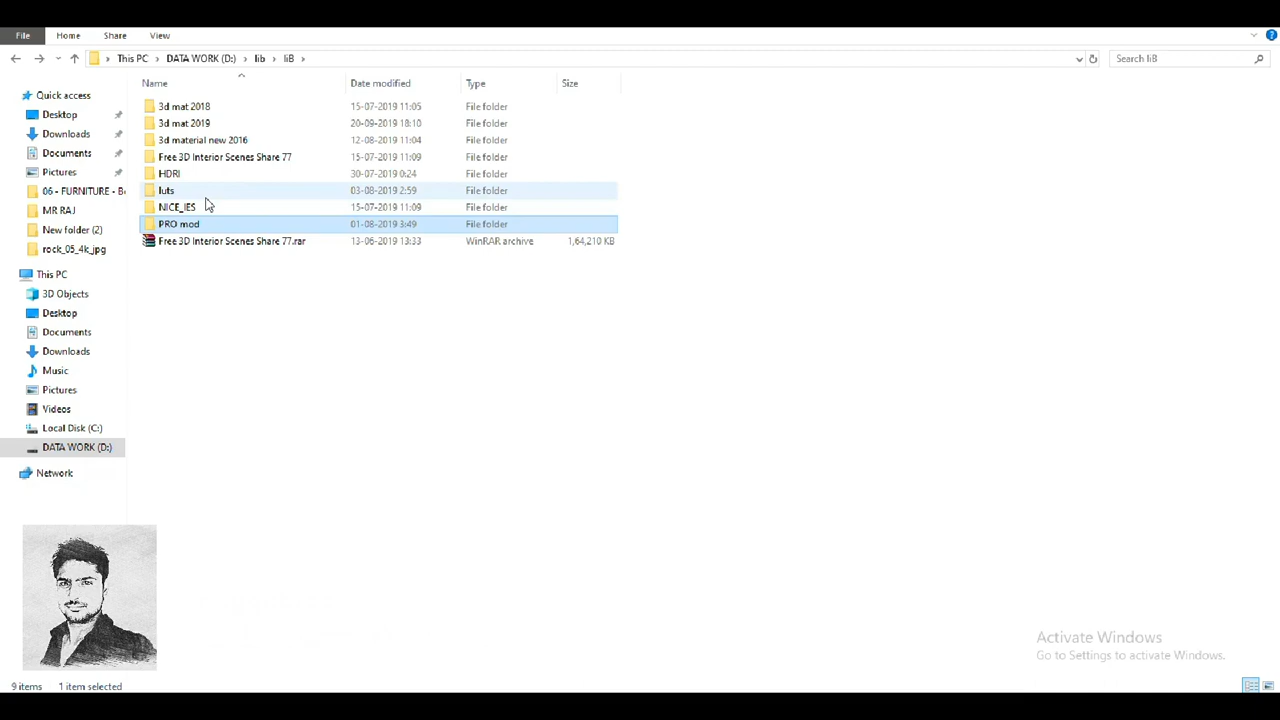 File Home Share View
This PC DATA WORK (D:) lib liB Search liB
Name Date modified Type Size
Quick access
Desktop
Downloads
Documents
Pictures
06 - FURNITURE - B
MR RAJ
New folder (2)
rock_05_4k_jpg
This PC
3D Objects
Desktop
Documents
Downloads
Music
Pictures
Videos
Local Disk (C:)
DATA WORK (D:)
Network
3d mat 2018 15-07-2019 11:05 File folder
3d mat 2019 20-09-2019 18:10 File folder
3d material new 2016 12-08-2019 11:04 File folder
Free 3D Interior Scenes Share 77 15-07-2019 11:09 File folder
HDRI 30-07-2019 0:24 File folder
luts 03-08-2019 2:59 File folder
NICE_IES 15-07-2019 11:09 File folder
PRO mod 01-08-2019 3:49 File folder
Free 3D Interior Scenes Share 77.rar 13-06-2019 13:33 WinRAR archive 1,64,210 KB
Activate Windows
Go to Settings to activate Windows.
9 items 1 item selected